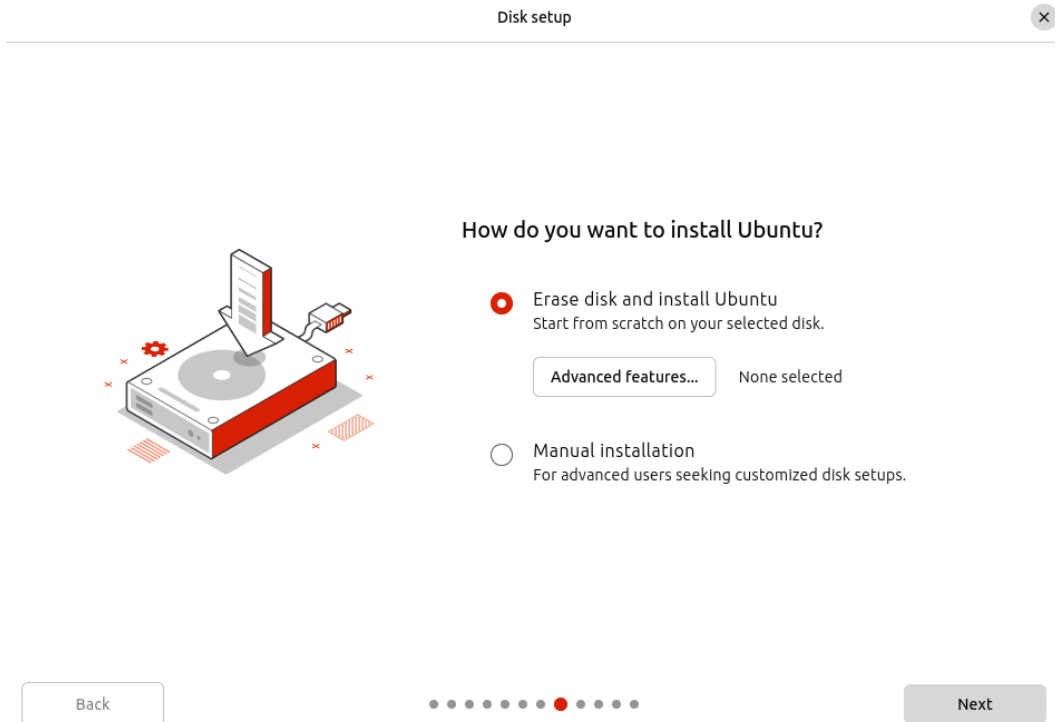 Disk setup
How do you want to install Ubuntu?
Erase disk and install Ubuntu
Start from scratch on your selected disk.
Advanced features... None selected
Manual installation
For advanced users seeking customized disk setups.
Back Next